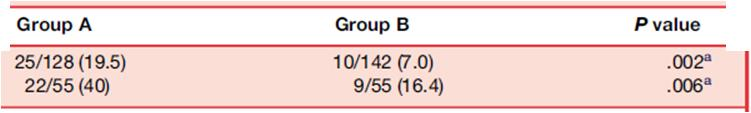 Group A Group B P value
25/128 (19.5) 10/142 (7.0) .002a
22/55 (40) 9/55 (16.4) .006a